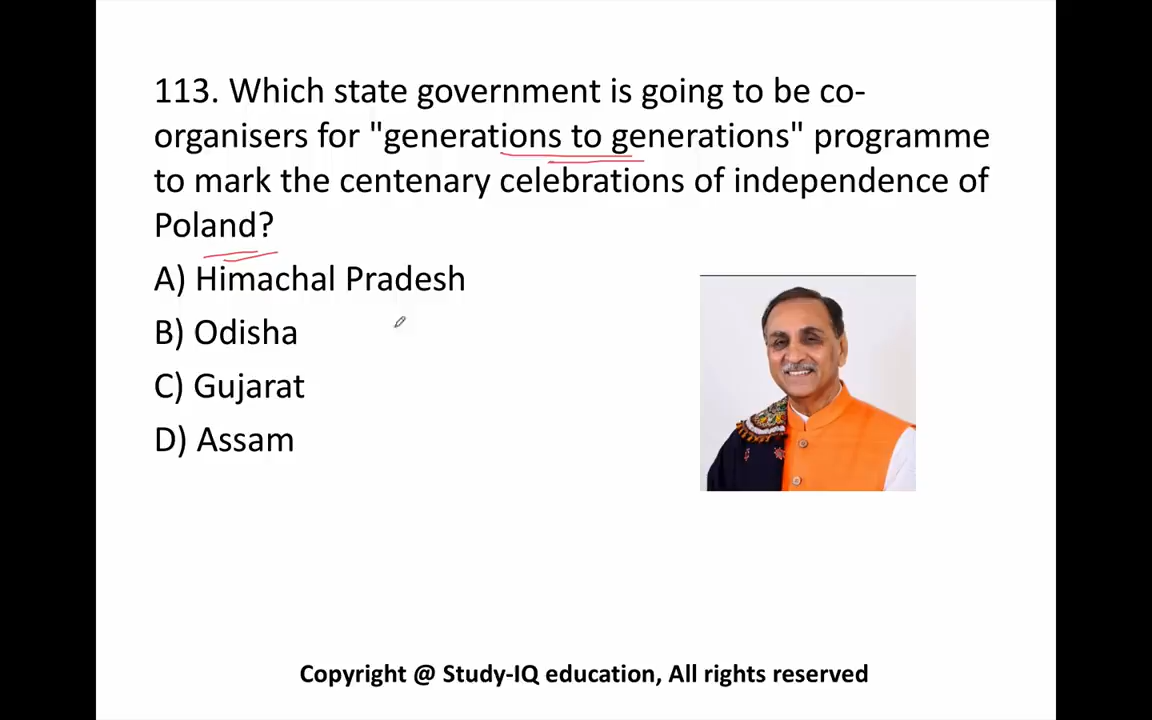 113. Which state government is going to be co-
organisers for "generations to generations" programme
to mark the centenary celebrations of independence of
Poland?
A) Himachal Pradesh
B) Odisha
C) Gujarat
D) Assam
Copyright @ Study-IQ education, All rights reserved